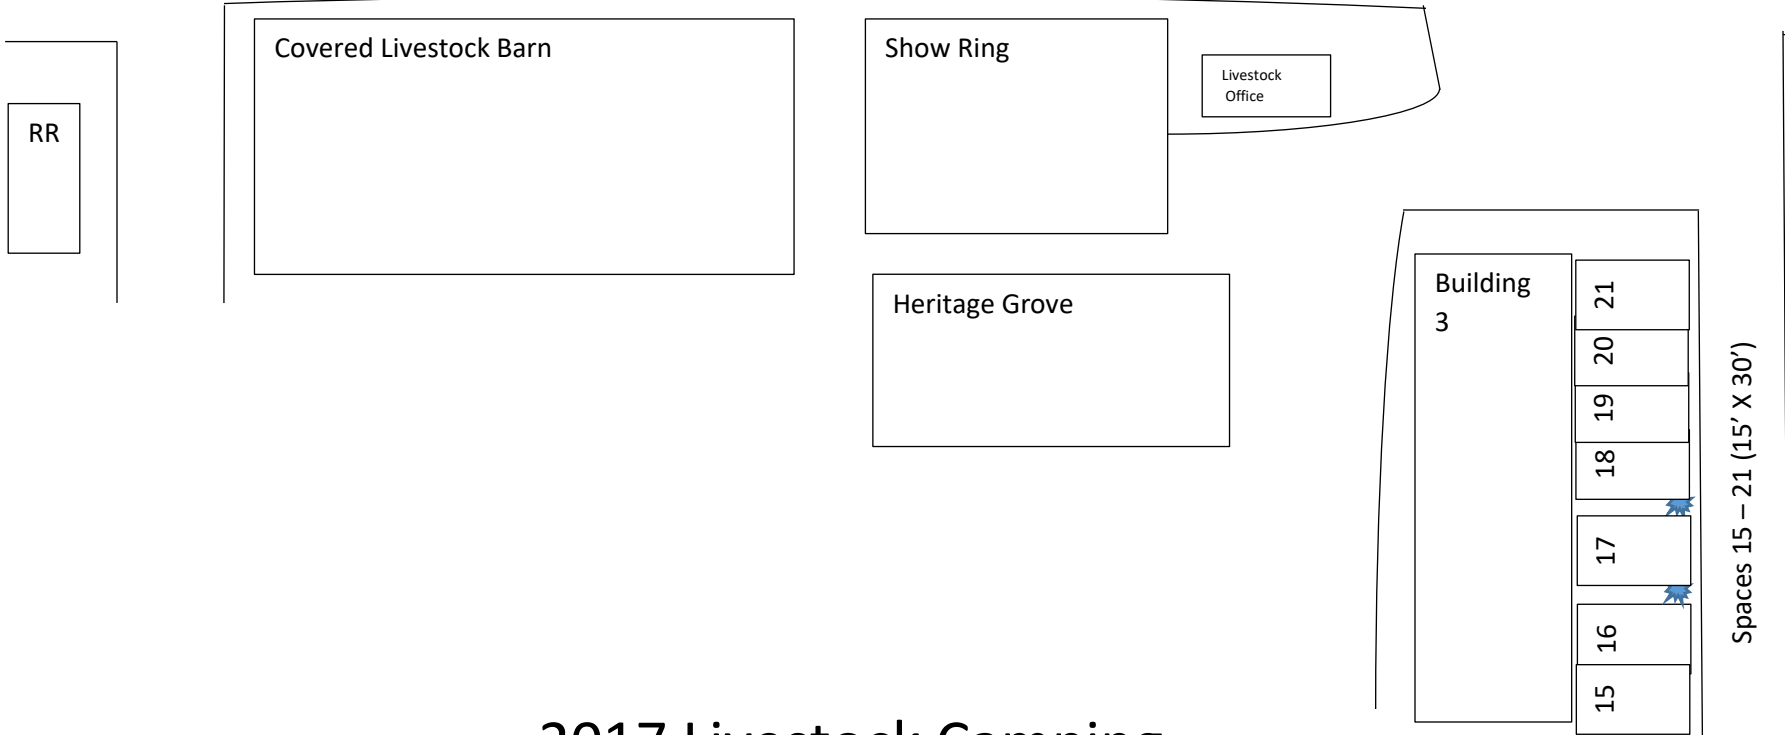 Covered Livestock Barn
Show Ring
Livestock
Office
RR
Heritage Grove
Building
3
21
20
19
18
17
16
15
Spaces 15 – 21 (15’ X 30’)
2017 Livestock Camping